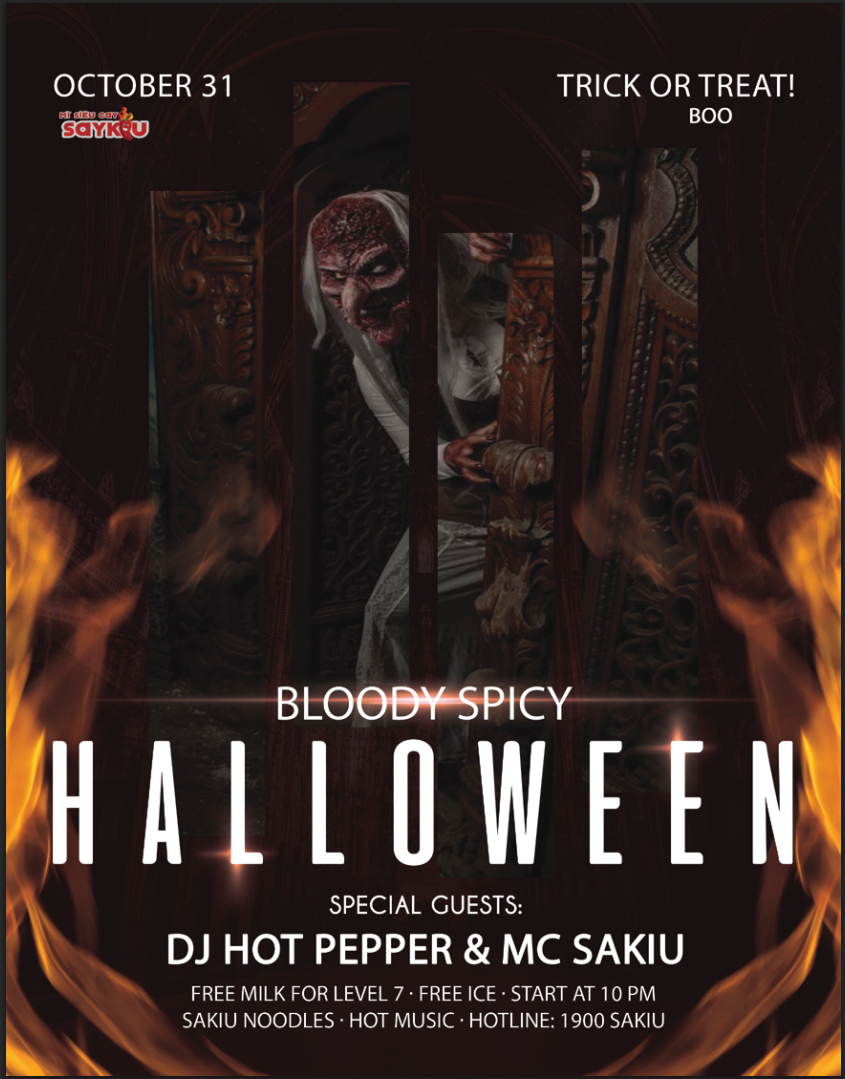 OCTOBER 31
TRICK OR TREAT!
BOO
MÌ SIÊU CAY
SAYKIU
BLOODY SPICY
HALLOWEEN
SPECIAL GUESTS:
DJ HOT PEPPER & MC SAKIU
FREE MILK FOR LEVEL 7 · FREE ICE · START AT 10 PM
SAKIU NOODLES · HOT MUSIC · HOTLINE: 1900 SAKIU